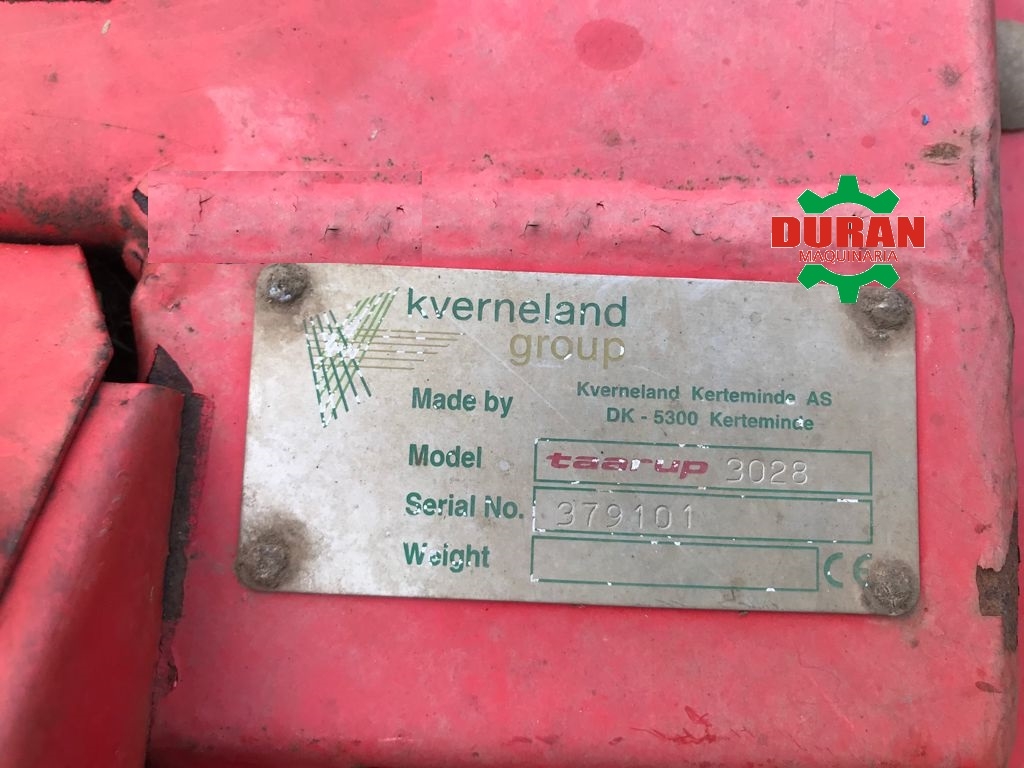 DURAN
MAQUINARIA
kverneland
group
Made by Kverneland Kerteminde AS
DK - 5300 Kerteminde
Model taarup 3028
Serial No. 379101
Weight CE